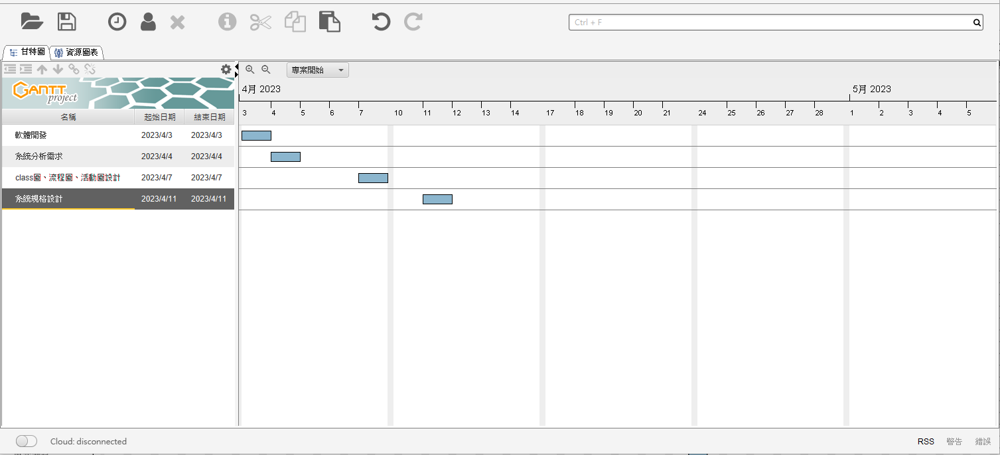 Ctrl + F
甘特圖 資源圖表
專案開始
GANTT project
4月 2023 5月 2023
名稱 起始日期 結束日期
3 4 5 6 7 10 11 12 13 14 17 18 19 20 21 24 25 26 27 28 1 2 3 4 5
軟體開發 2023/4/3 2023/4/3
系統分析需求 2023/4/4 2023/4/4
class圖、流程圖、活動圖設計 2023/4/7 2023/4/7
系統規格設計 2023/4/11 2023/4/11
Cloud: disconnected RSS 警告 錯誤